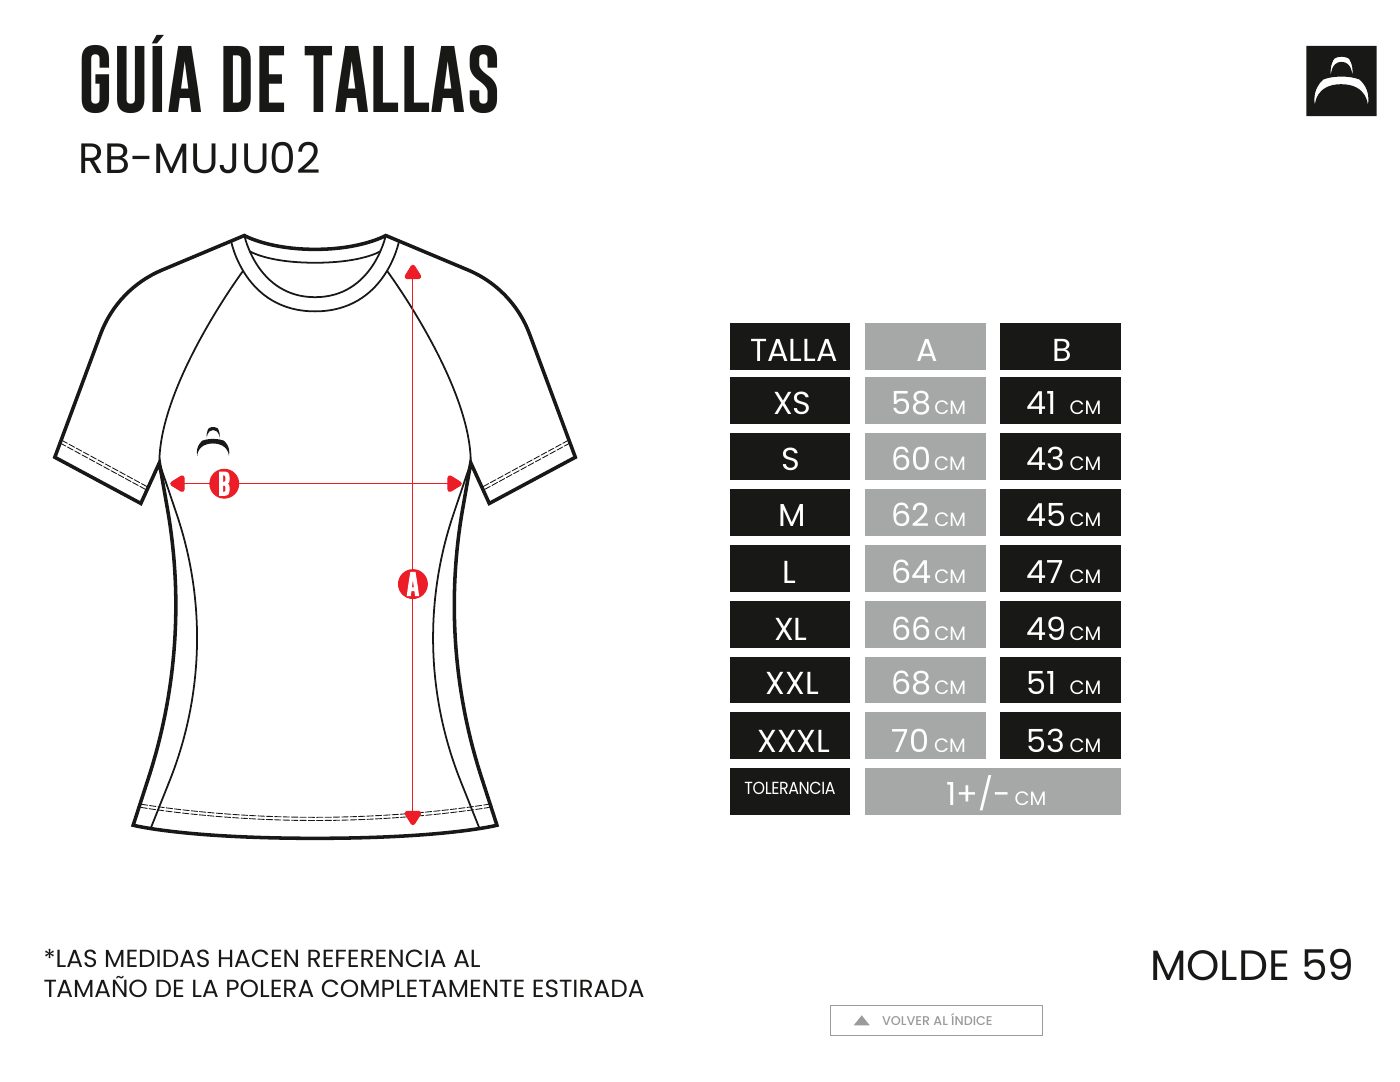 GUÍA DE TALLAS
RB-MUJU02
B
A
TALLA A B
XS 58 CM 41 CM
S 60 CM 43 CM
M 62 CM 45 CM
L 64 CM 47 CM
XL 66 CM 49 CM
XXL 68 CM 51 CM
XXXL 70 CM 53 CM
TOLERANCIA 1+/- CM
*LAS MEDIDAS HACEN REFERENCIA AL
TAMAÑO DE LA POLERA COMPLETAMENTE ESTIRADA
MOLDE 59
VOLVER AL ÍNDICE